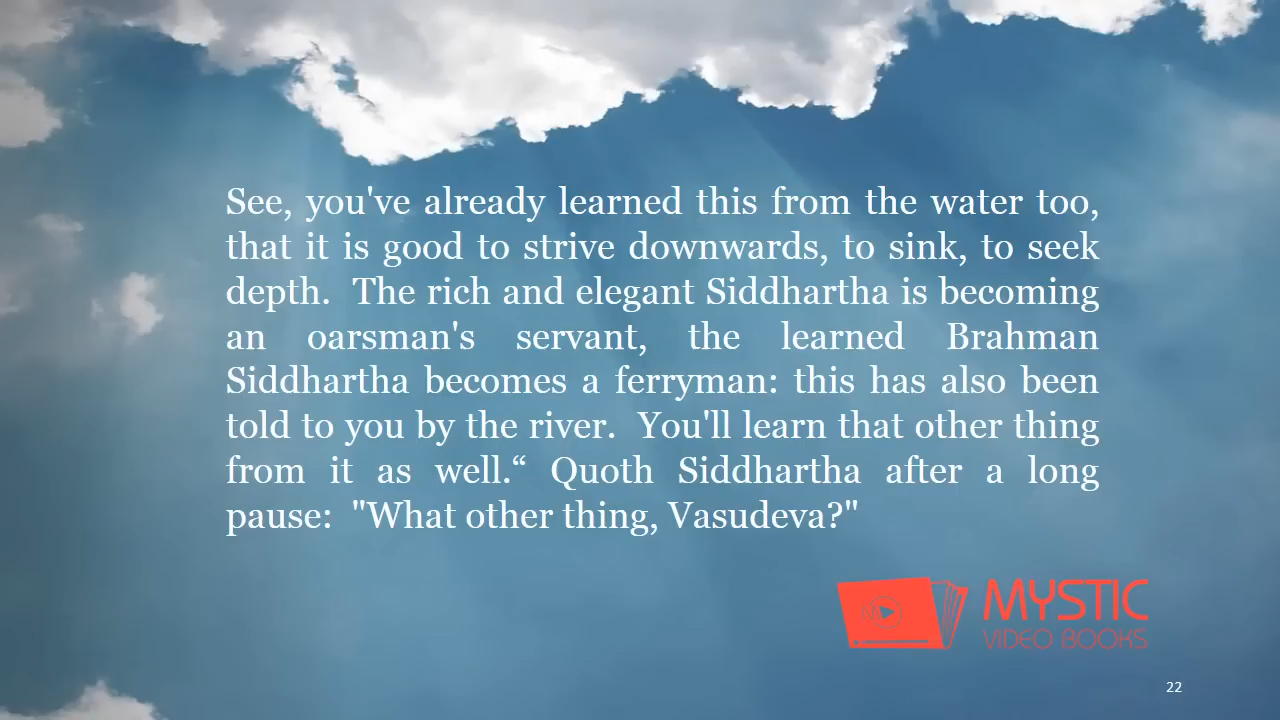 See, you've already learned this from the water too,
that it is good to strive downwards, to sink, to seek
depth.  The rich and elegant Siddhartha is becoming
an oarsman's servant, the learned Brahman
Siddhartha becomes a ferryman: this has also been
told to you by the river.  You'll learn that other thing
from it as well.“ Quoth Siddhartha after a long
pause:  "What other thing, Vasudeva?"
MYSTIC
VIDEO BOOKS
22